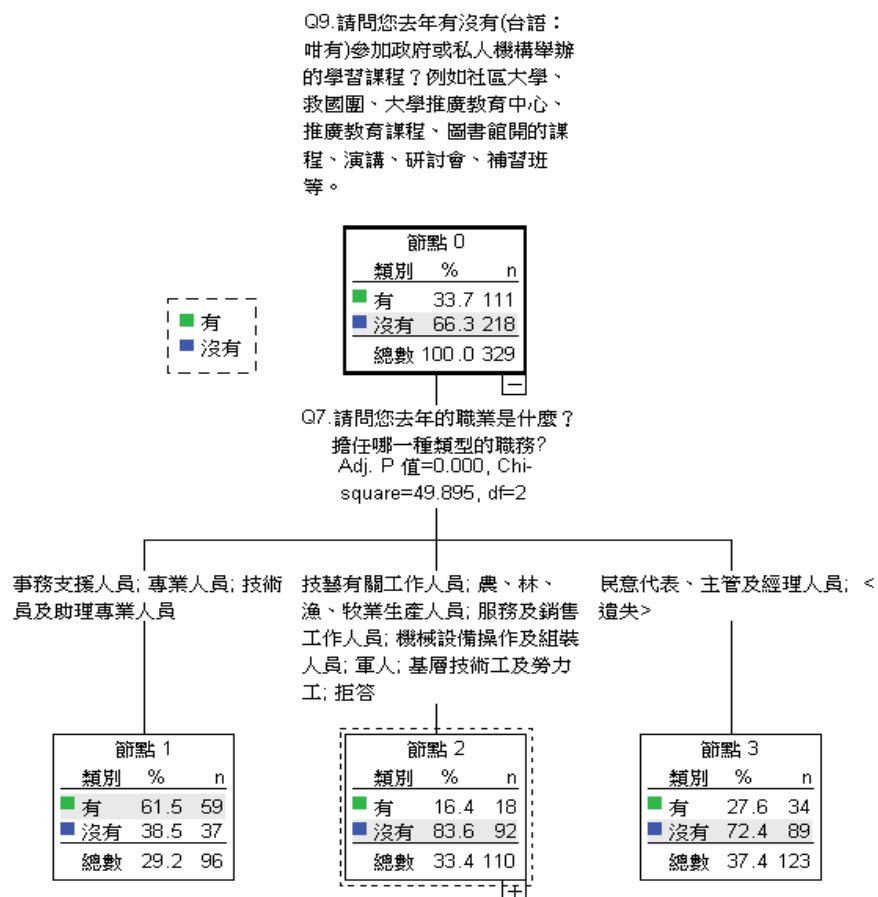 Q9.請問您去年有沒有(台語：
咁有)參加政府或私人機構舉辦
的學習課程？例如社區大學、
救國團、大學推廣教育中心、
推廣教育課程、圖書館開的課
程、演講、研討會、補習班
等。
節點 0
類別 % n
有 33.7 111
沒有 66.3 218
總數 100.0 329
有
沒有
Q7.請問您去年的職業是什麼？
擔任哪一種類型的職務?
Adj. P 值=0.000, Chi-
square=49.895, df=2
事務支援人員; 專業人員; 技術
員及助理專業人員
技藝有關工作人員; 農、林、
漁、牧業生產人員; 服務及銷售
工作人員; 機械設備操作及組裝
人員; 軍人; 基層技術工及勞力
工; 拒答
民意代表、主管及經理人員; <
遺失>
節點 1
類別 % n
有 61.5 59
沒有 38.5 37
總數 29.2 96
節點 2
類別 % n
有 16.4 18
沒有 83.6 92
總數 33.4 110
節點 3
類別 % n
有 27.6 34
沒有 72.4 89
總數 37.4 123